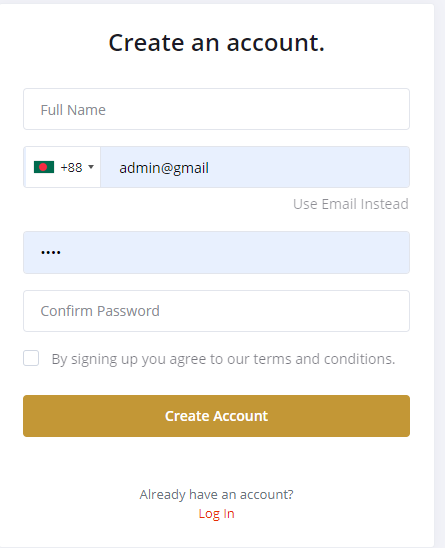 Create an account.
Full Name
+88 admin@gmail
Use Email Instead
••••
Confirm Password
By signing up you agree to our terms and conditions.
Create Account
Already have an account?
Log In